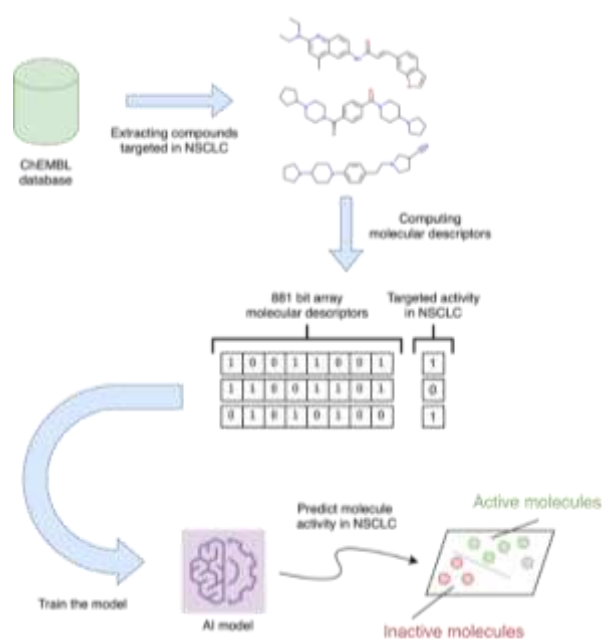 Extracting compounds
targeted in NSCLC
ChEMBL
database
Computing
molecular descriptors
881 bit array
molecular descriptors
Targeted activity
in NSCLC
1 0 0 1 1 0 0 1 1
1 1 0 0 1 1 0 1 0
0 1 0 1 0 1 0 0 1
Predict molecule
activity in NSCLC
Active molecules
Train the model
AI model
Inactive molecules